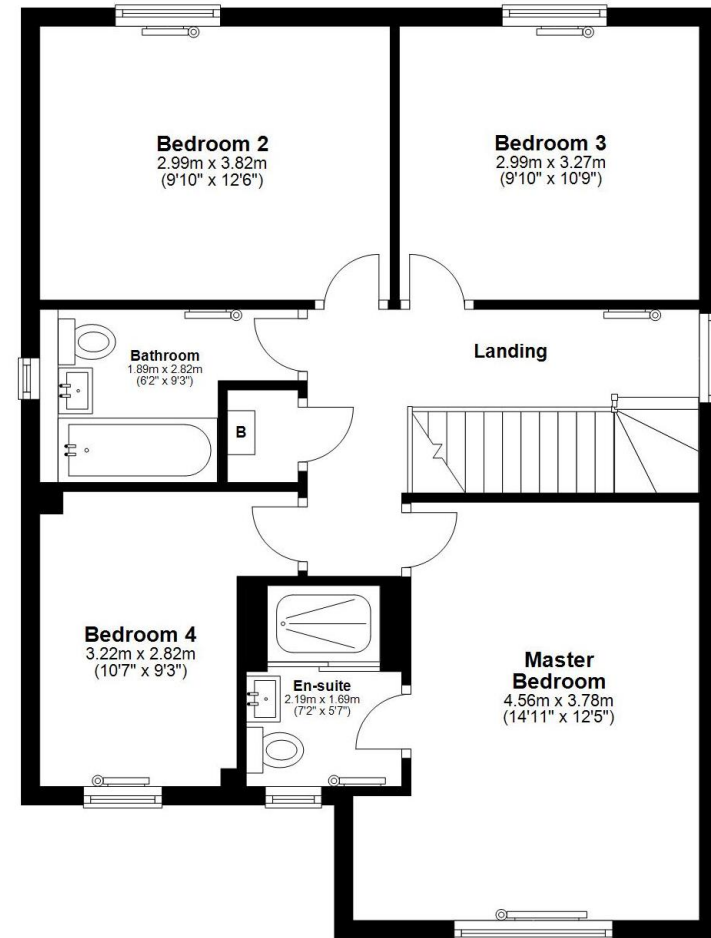 Bedroom 2
2.99m x 3.82m
(9'10" x 12'6")
Bedroom 3
2.99m x 3.27m
(9'10" x 10'9")
Bathroom
1.89m x 2.82m
(6'2" x 9'3")
Landing
B
Bedroom 4
3.22m x 2.82m
(10'7" x 9'3")
En-suite
2.19m x 1.69m
(7'2" x 5'7")
Master
Bedroom
4.56m x 3.78m
(14'11" x 12'5")